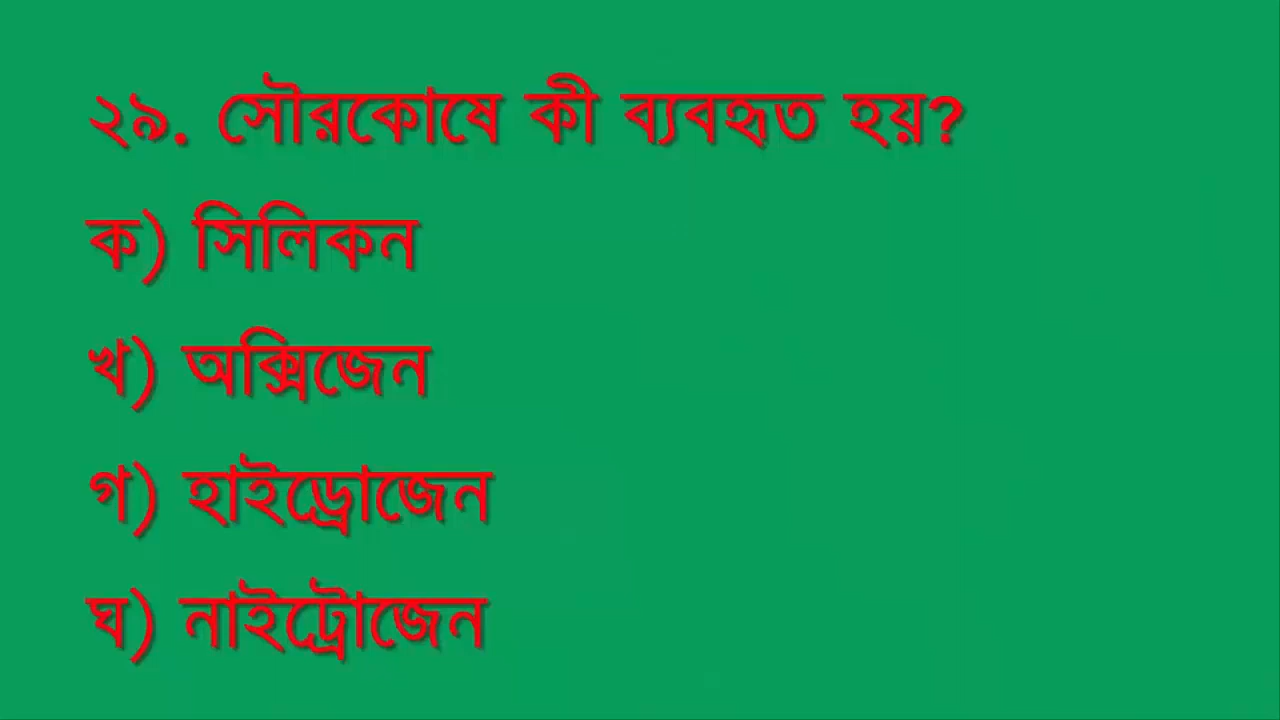 ২৯. সৌরকোষে কী ব্যবহৃত হয়?
ক) সিলিকন
খ) অক্সিজেন
গ) হাইড্রোজেন
ঘ) নাইট্রোজেন